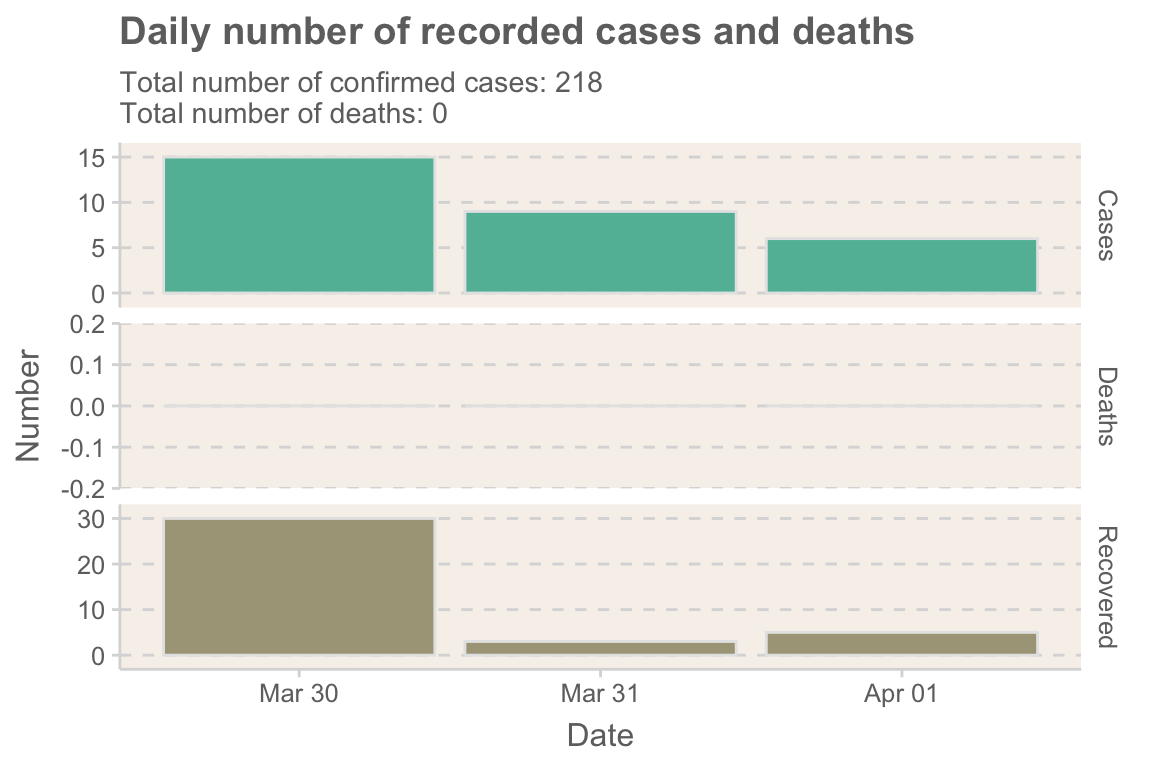 Daily number of recorded cases and deaths
Total number of confirmed cases: 218
Total number of deaths: 0
15
10
5
0
Cases
0.2
0.1
0.0
-0.1
-0.2
Deaths
Number
30
20
10
0
Recovered
Mar 30
Mar 31
Apr 01
Date